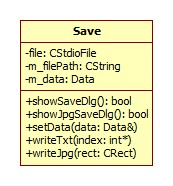 Save
-file: CStdioFile
-m_filePath: CString
-m_data: Data
+showSaveDlg(): bool
+showJpgSaveDlg(): bool
+setData(data: Data&)
+writeTxt(index: int*)
+writeJpg(rect: CRect)